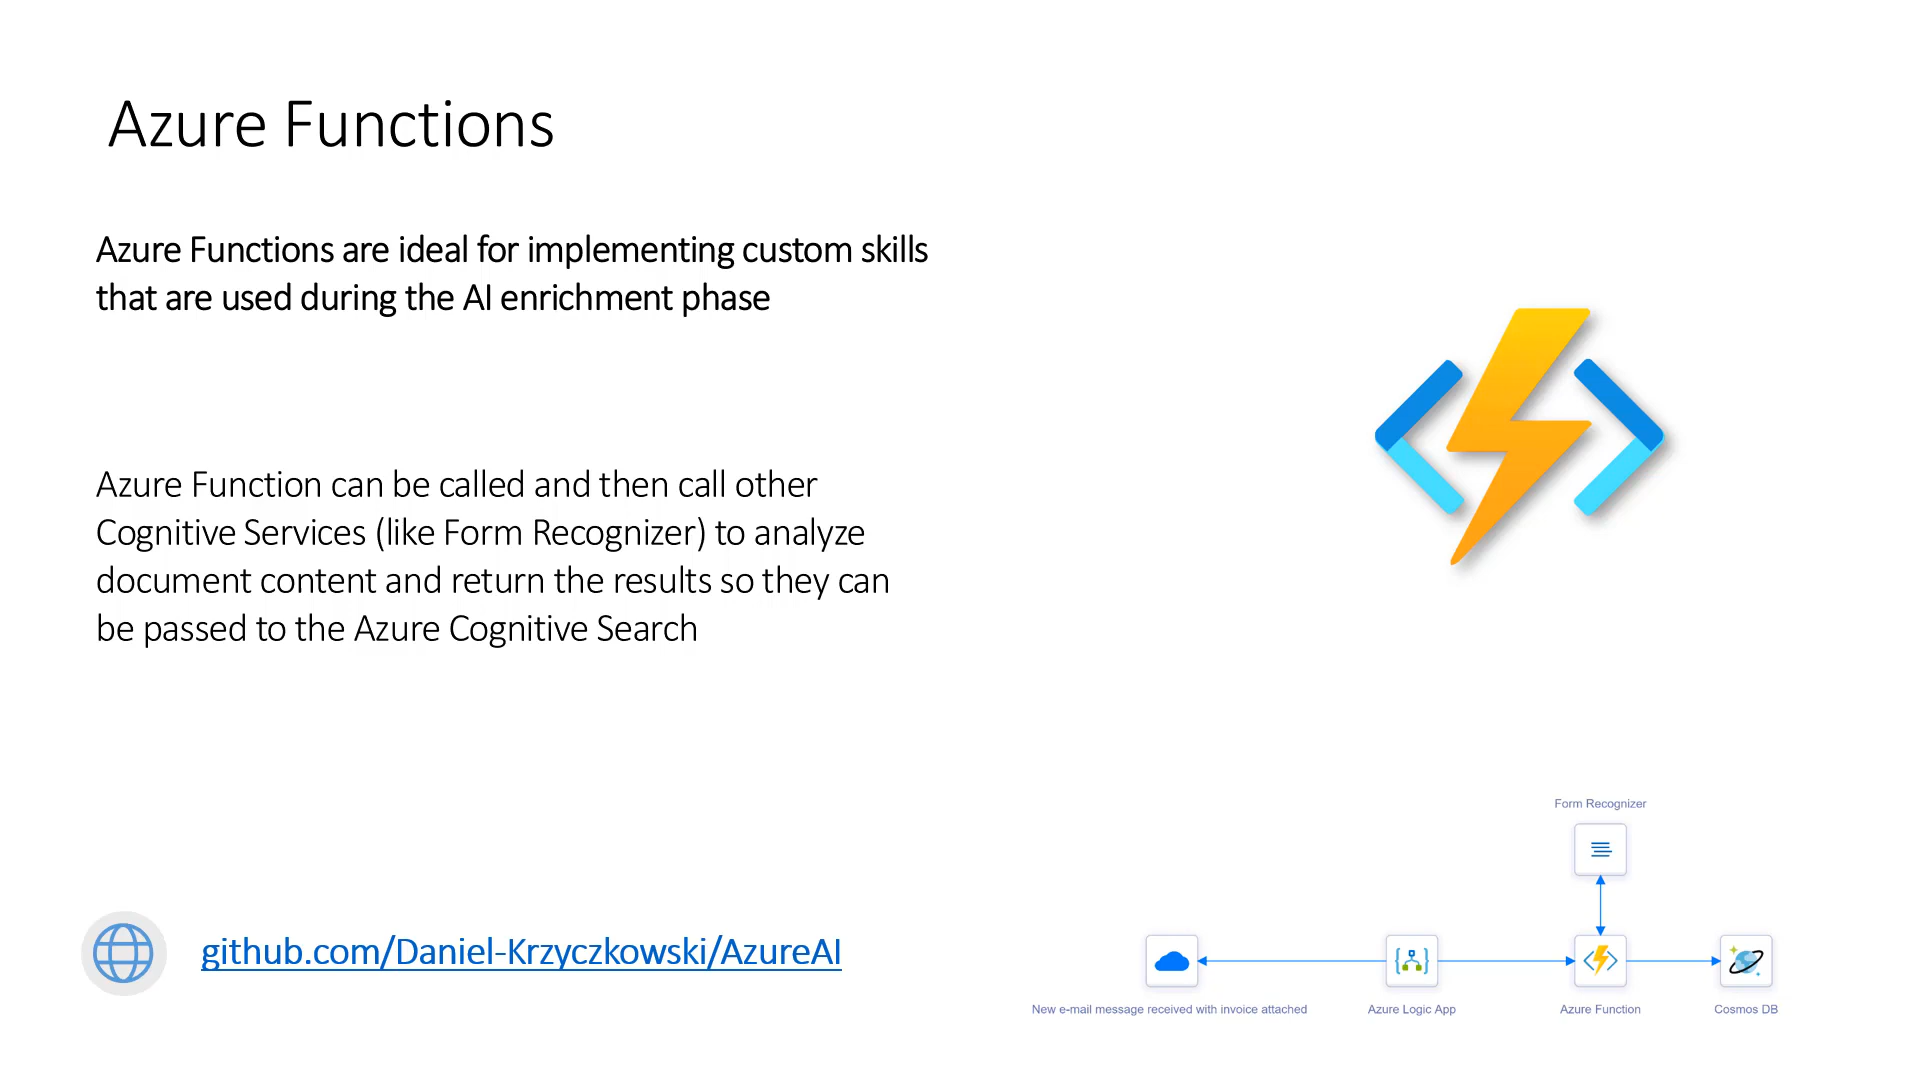 Azure Functions
Azure Functions are ideal for implementing custom skills
that are used during the AI enrichment phase
Azure Function can be called and then call other
Cognitive Services (like Form Recognizer) to analyze
document content and return the results so they can
be passed to the Azure Cognitive Search
github.com/Daniel-Krzyczkowski/AzureAI
Form Recognizer
New e-mail message received with invoice attached
Azure Logic App
Azure Function
Cosmos DB